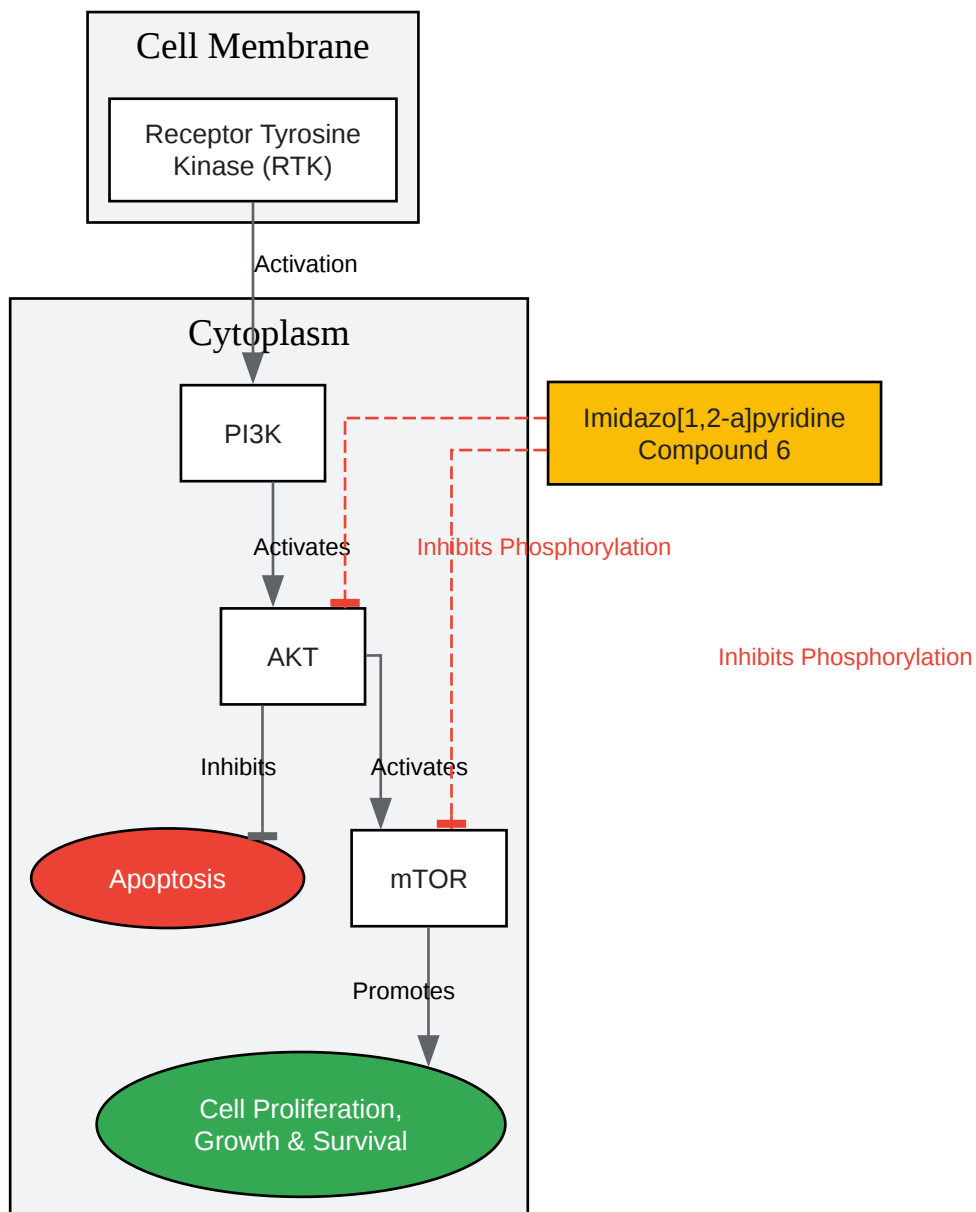 Cell Membrane
Receptor Tyrosine
Kinase (RTK)
Activation
Cytoplasm
PI3K
Imidazo[1,2-a]pyridine
Compound 6
Activates
Inhibits Phosphorylation
AKT
Inhibits Phosphorylation
Inhibits
Activates
Apoptosis
mTOR
Promotes
Cell Proliferation,
Growth & Survival